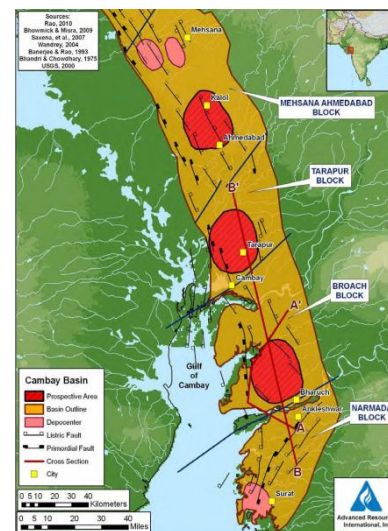 Sources:
Rao, 2010
Bhowmick & Misra, 2009
Saxena, et al., 2007
Wandrey, 2004
Banerjee & Rao, 1993
Bhandri & Chowdhary, 1975
USGS, 2000
Mehsana
Kalol
MEHSANA AHMEDABAD
BLOCK
Ahmedabad
TARAPUR
BLOCK
B'
Tarapur
Cambay
BROACH
BLOCK
A'
Gulf
of
Cambay
Cambay Basin
Prospective Area
Basin Outline
Depocenter
Listric Fault
Primordial Fault
Cross Section
City
Bharuch
Ankleshwar
NARMADA
BLOCK
A
B
Surat
0 5 10 20 30 40
Kilometers
0 5 10 20 30 40
Miles
Advanced Resources
International, Inc.